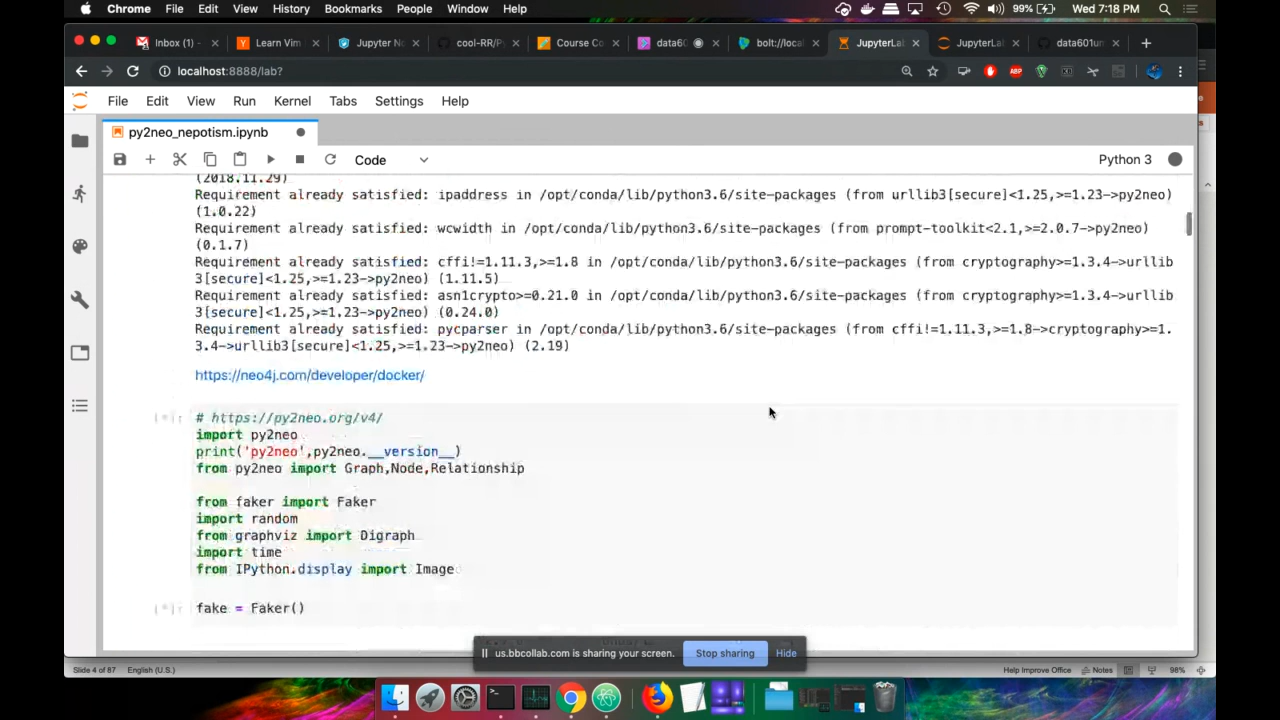 Chrome File Edit View History Bookmarks People Window Help 99% Wed 7:18 PM
Inbox (1) - Learn Vim Jupyter No cool-RR/Py Course Co data60 bolt://local JupyterLa JupyterLa data601un
localhost:8888/lab?
File Edit View Run Kernel Tabs Settings Help
py2neo_nepotism.ipynb
Code Python 3
(2018.11.29)
Requirement already satisfied: ipaddress in /opt/conda/lib/python3.6/site-packages (from urllib3[secure]<1.25,>=1.23->py2neo)
(1.0.22)
Requirement already satisfied: wcwidth in /opt/conda/lib/python3.6/site-packages (from prompt-toolkit<2.1,>=2.0.7->py2neo)
(0.1.7)
Requirement already satisfied: cffi!=1.11.3,>=1.8 in /opt/conda/lib/python3.6/site-packages (from cryptography>=1.3.4->urllib
3[secure]<1.25,>=1.23->py2neo) (1.11.5)
Requirement already satisfied: asn1crypto>=0.21.0 in /opt/conda/lib/python3.6/site-packages (from cryptography>=1.3.4->urllib
3[secure]<1.25,>=1.23->py2neo) (0.24.0)
Requirement already satisfied: pycparser in /opt/conda/lib/python3.6/site-packages (from cffi!=1.11.3,>=1.8->cryptography>=1.
3.4->urllib3[secure]<1.25,>=1.23->py2neo) (2.19)
https://neo4j.com/developer/docker/
[*]: # https://py2neo.org/v4/
import py2neo
print('py2neo',py2neo.__version__)
from py2neo import Graph,Node,Relationship
from faker import Faker
import random
from graphviz import Digraph
import time
from IPython.display import Image
[*]: fake = Faker()
us.bbcollab.com is sharing your screen. Stop sharing Hide
Slide 4 of 87 English (U.S.) Help Improve Office Notes 98%